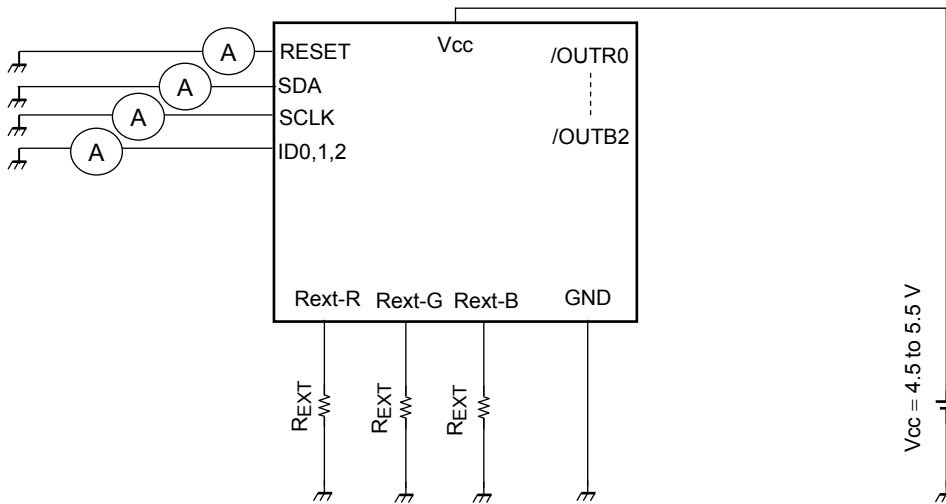 A RESET
A SDA
A SCLK
A ID0,1,2
Vcc
/OUTR0
/OUTB2
Rext-R Rext-G Rext-B GND
REXT REXT REXT
Vcc = 4.5 to 5.5 V